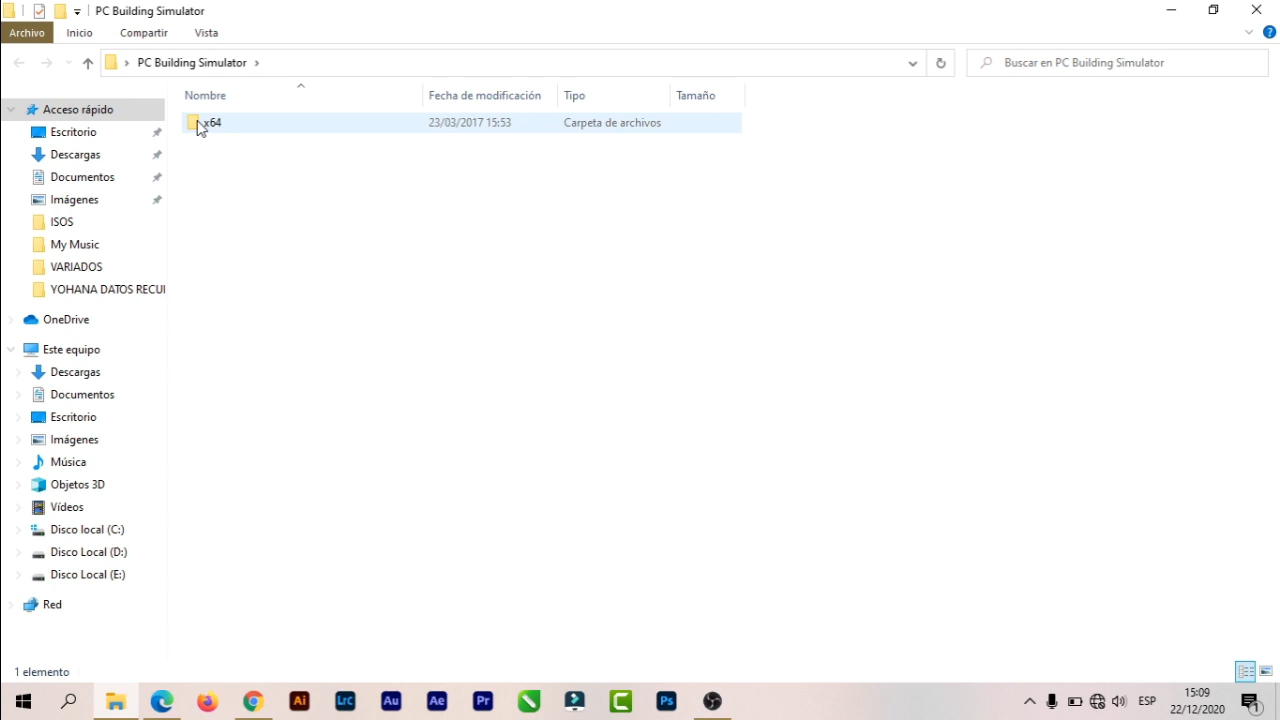 PC Building Simulator
Archivo Inicio Compartir Vista
PC Building Simulator
Buscar en PC Building Simulator
Nombre Fecha de modificación Tipo Tamaño
x64 23/03/2017 15:53 Carpeta de archivos
Acceso rápido
Escritorio
Descargas
Documentos
Imágenes
ISOS
My Music
VARIADOS
YOHANA DATOS RECU
OneDrive
Este equipo
Descargas
Documentos
Escritorio
Imágenes
Música
Objetos 3D
Vídeos
Disco local (C:)
Disco Local (D:)
Disco Local (E:)
Red
1 elemento
Ai Lrc Au Ae Pr Ps
ESP
15:09
22/12/2020
1